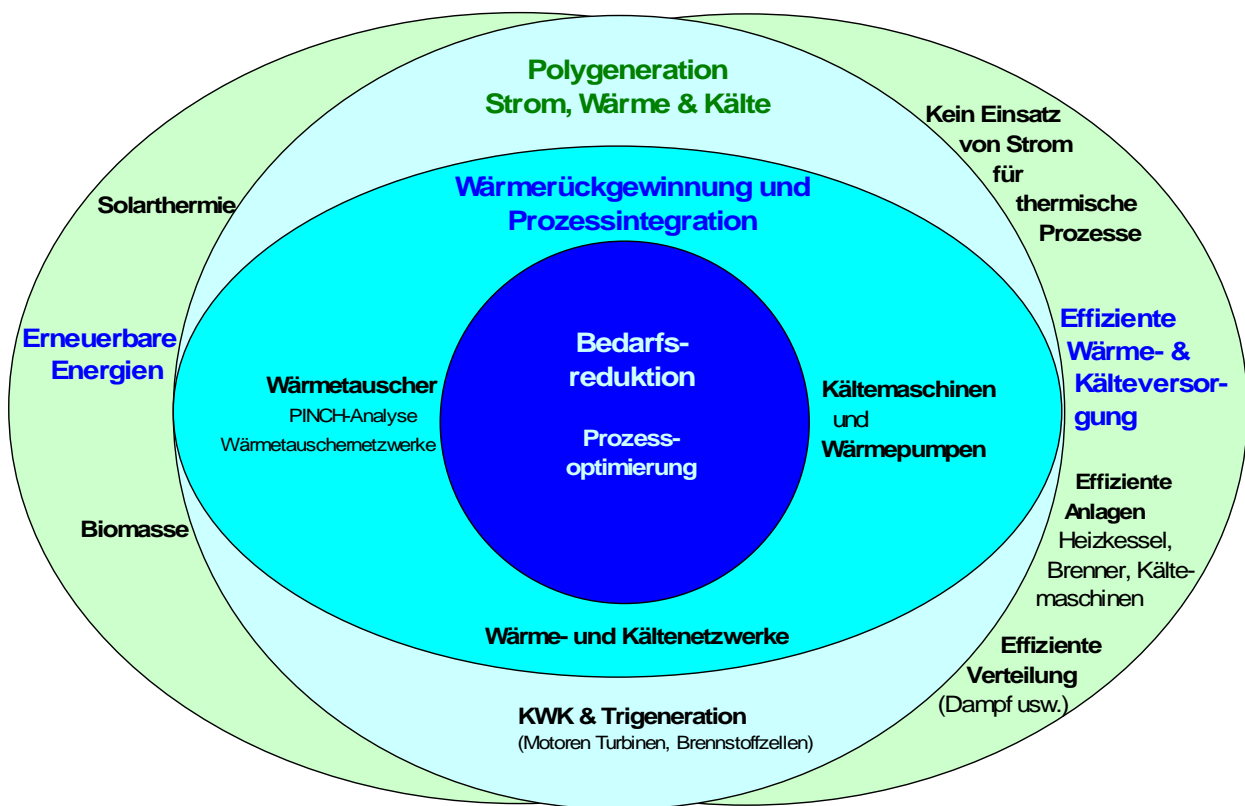 Polygeneration
Strom, Wärme & Kälte
Kein Einsatz
von Strom
für
thermische
Prozesse
Wärmerückgewinnung und
Prozessintegration
Solarthermie
Erneuerbare
Energien
Effiziente
Wärme- &
Kälteversor-
gung
Bedarfs-
reduktion
Prozess-
optimierung
Wärmetauscher
PINCH-Analyse
Wärmetauschernetzwerke
Kältemaschinen
und
Wärmepumpen
Biomasse
Effiziente
Anlagen
Heizkessel,
Brenner, Kälte-
maschinen
Wärme- und Kältenetzwerke
Effiziente
Verteilung
(Dampf usw.)
KWK & Trigeneration
(Motoren Turbinen, Brennstoffzellen)